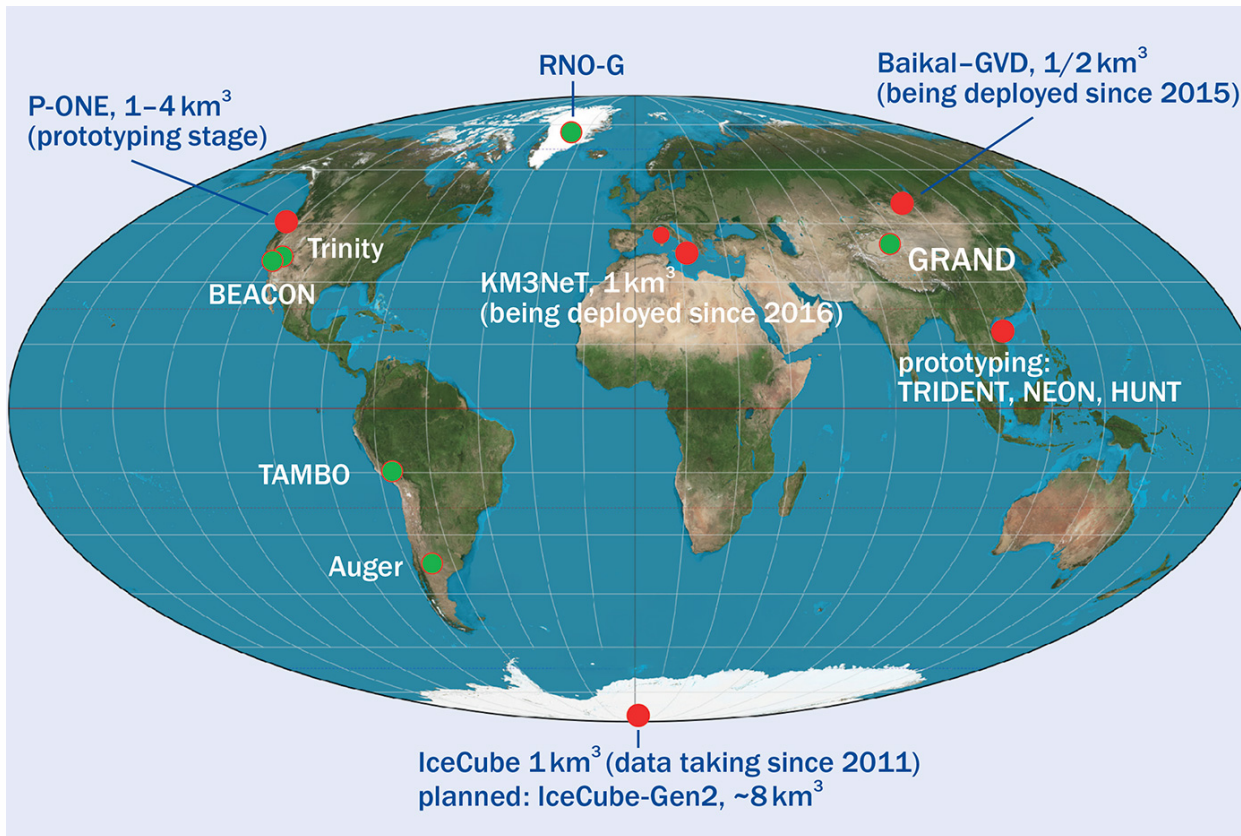 RNO-G
Baikal–GVD, 1/2 km³
(being deployed since 2015)
P-ONE, 1–4 km³
(prototyping stage)
Trinity
BEACON
GRAND
KM3NeT, 1 km³
(being deployed since 2016)
prototyping:
TRIDENT, NEON, HUNT
TAMBO
Auger
IceCube 1 km³ (data taking since 2011)
planned: IceCube-Gen2, ~8 km³